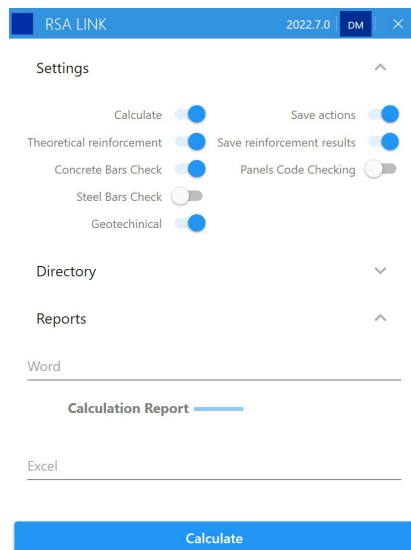 RSA LINK 2022.7.0 DM
Settings
Calculate Save actions
Theoretical reinforcement Save reinforcement results
Concrete Bars Check Panels Code Checking
Steel Bars Check
Geotechinical
Directory
Reports
Word
Calculation Report
Excel
Calculate